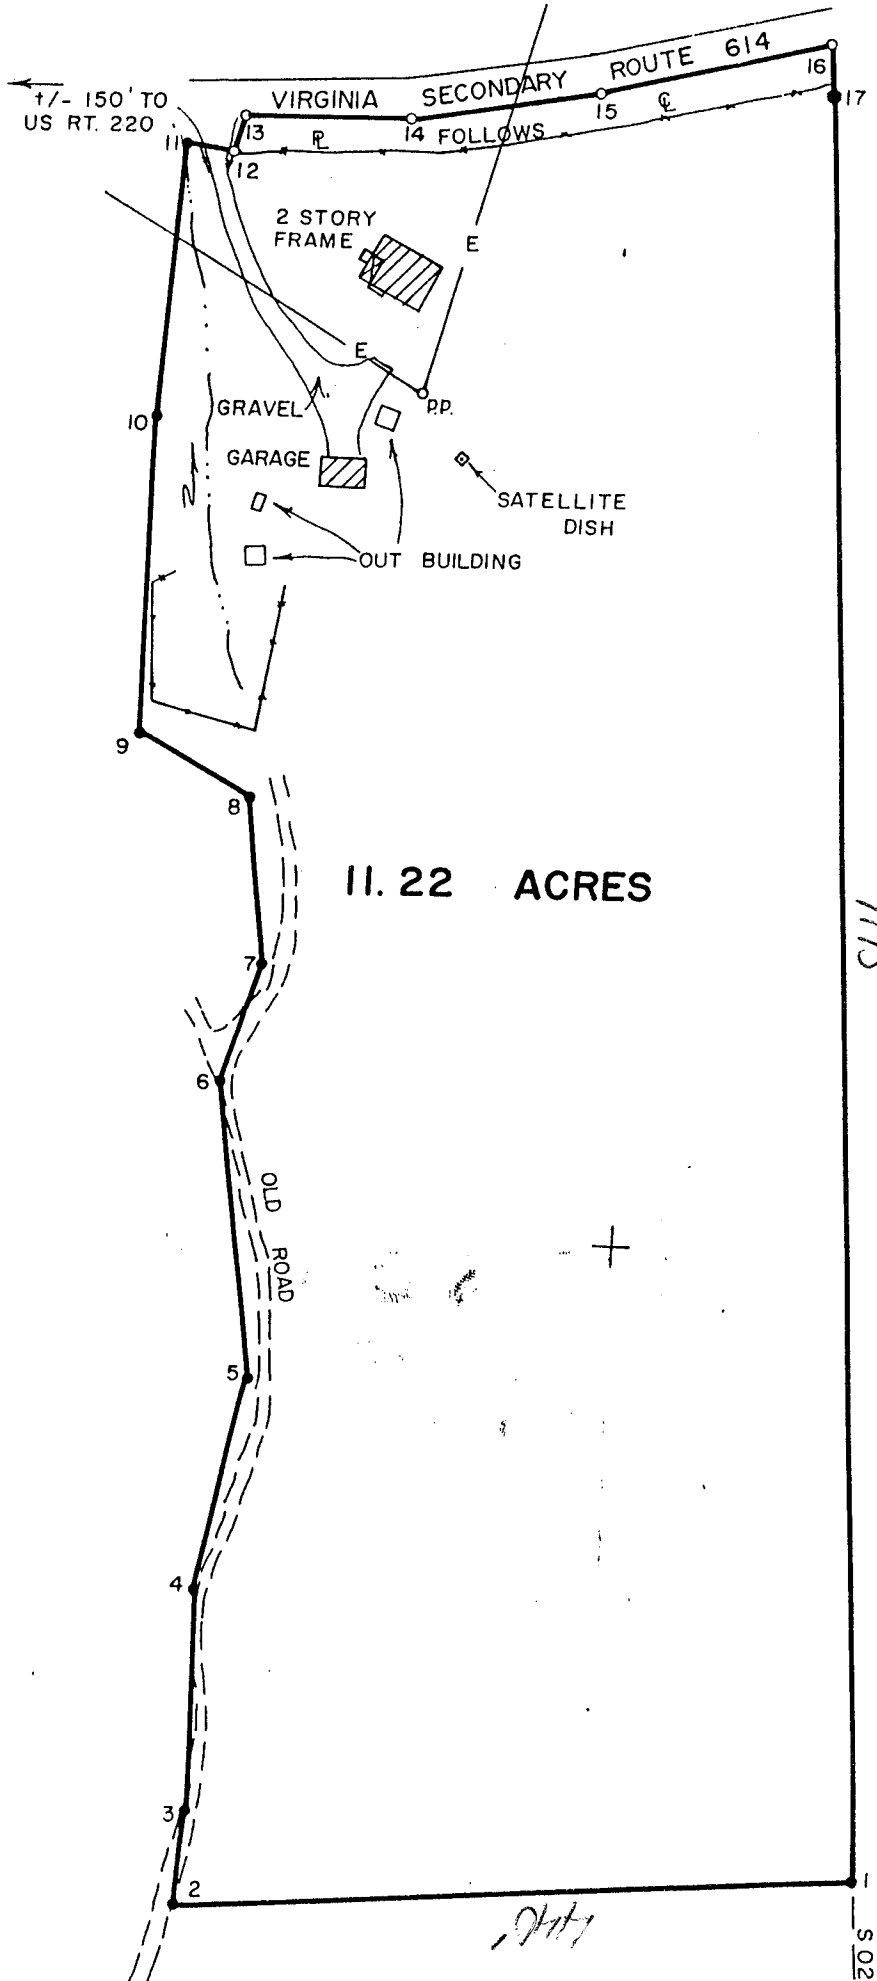 VIRGINIA SECONDARY ROUTE 614
+/- 150' TO
US RT. 220
16
17
13
14
15
℄
℄ FOLLOWS
11
12
2 STORY
FRAME
E
E
P.P.
10
GRAVEL
GARAGE
SATELLITE
DISH
OUT BUILDING
9
8
11.22 ACRES
7
6
OLD ROAD
5
4
3
2
1
440'
S 02